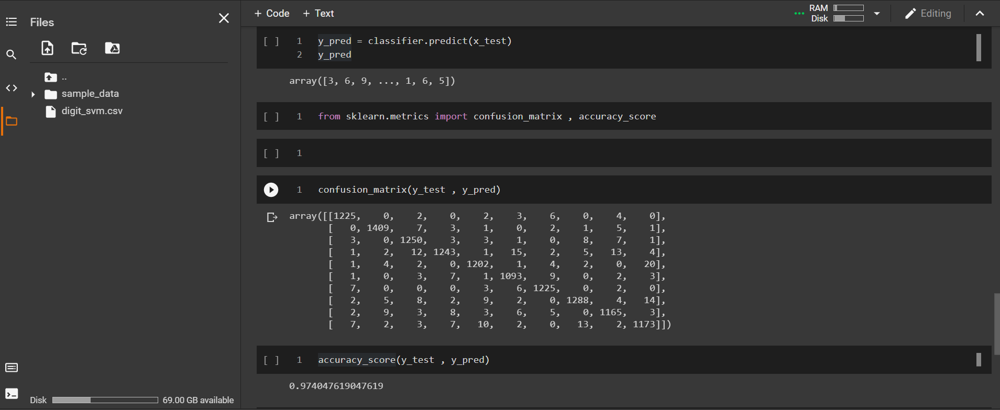 Files
..
sample_data
digit_svm.csv
Disk 69.00 GB available
+ Code + Text
RAM
Disk
Editing
[ ] 1 y_pred = classifier.predict(x_test)
2 y_pred
array([3, 6, 9, ..., 1, 6, 5])
[ ] 1 from sklearn.metrics import confusion_matrix , accuracy_score
[ ] 1
1 confusion_matrix(y_test , y_pred)
array([[1225, 0, 2, 0, 2, 3, 6, 0, 4, 0],
[ 0, 1409, 7, 3, 1, 0, 2, 1, 5, 1],
[ 3, 0, 1250, 3, 3, 1, 0, 8, 7, 1],
[ 1, 2, 12, 1243, 1, 15, 2, 5, 13, 4],
[ 1, 4, 2, 0, 1202, 1, 4, 2, 0, 20],
[ 1, 0, 3, 7, 1, 1093, 9, 0, 2, 3],
[ 7, 0, 0, 0, 3, 6, 1225, 0, 2, 0],
[ 2, 5, 8, 2, 9, 2, 0, 1288, 4, 14],
[ 2, 9, 3, 8, 3, 6, 5, 0, 1165, 3],
[ 7, 2, 3, 7, 10, 2, 0, 13, 2, 1173]])
[ ] 1 accuracy_score(y_test , y_pred)
0.974047619047619